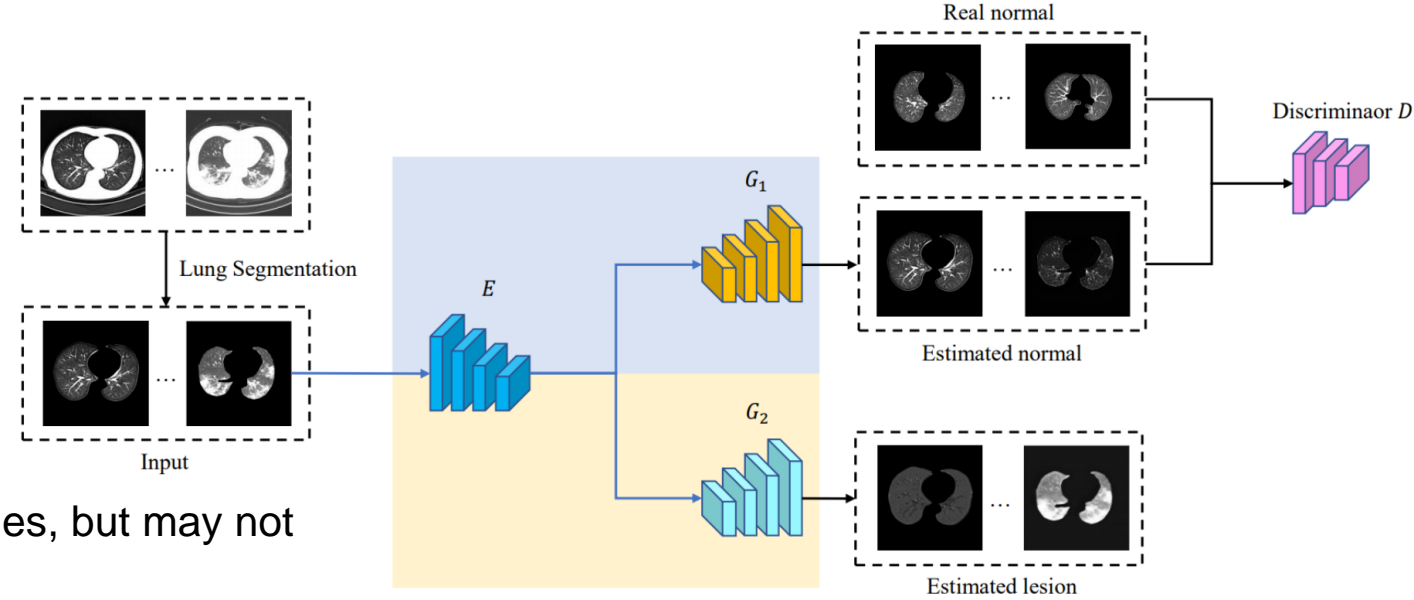 Real normal
Discriminaor D
...
...
G₁
Lung Segmentation
E
...
Estimated normal
...
G₂
Input
es, but may not
...
Estimated lesion